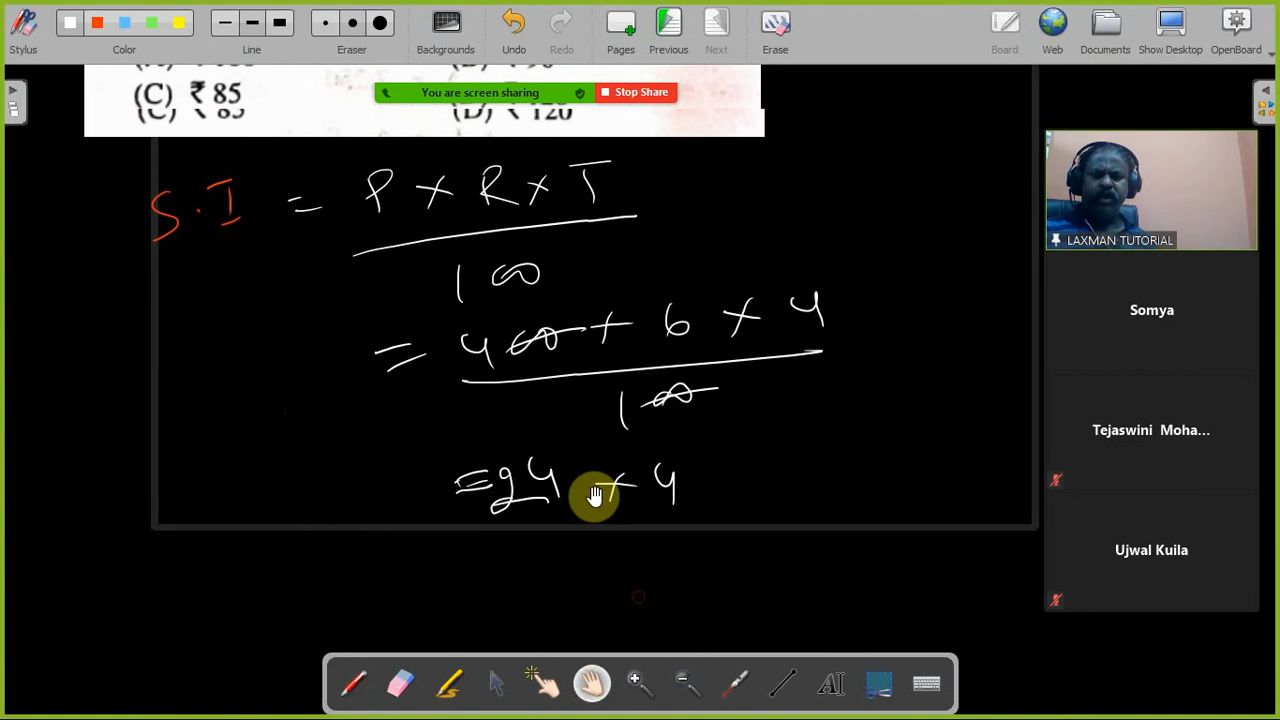 Stylus
Color
Line
Eraser
Backgrounds
Undo
Redo
Pages
Previous
Next
Erase
Board
Web
Documents
Show Desktop
OpenBoard
You are screen sharing
Stop Share
(C) ₹ 85
(C) ₹ 85 (D) ₹ 120
S.I = P × R × T
100
= 400 × 6 × 4
100
= 24 × 4
LAXMAN TUTORIAL
Somya
Tejaswini Moha...
Ujwal Kuila